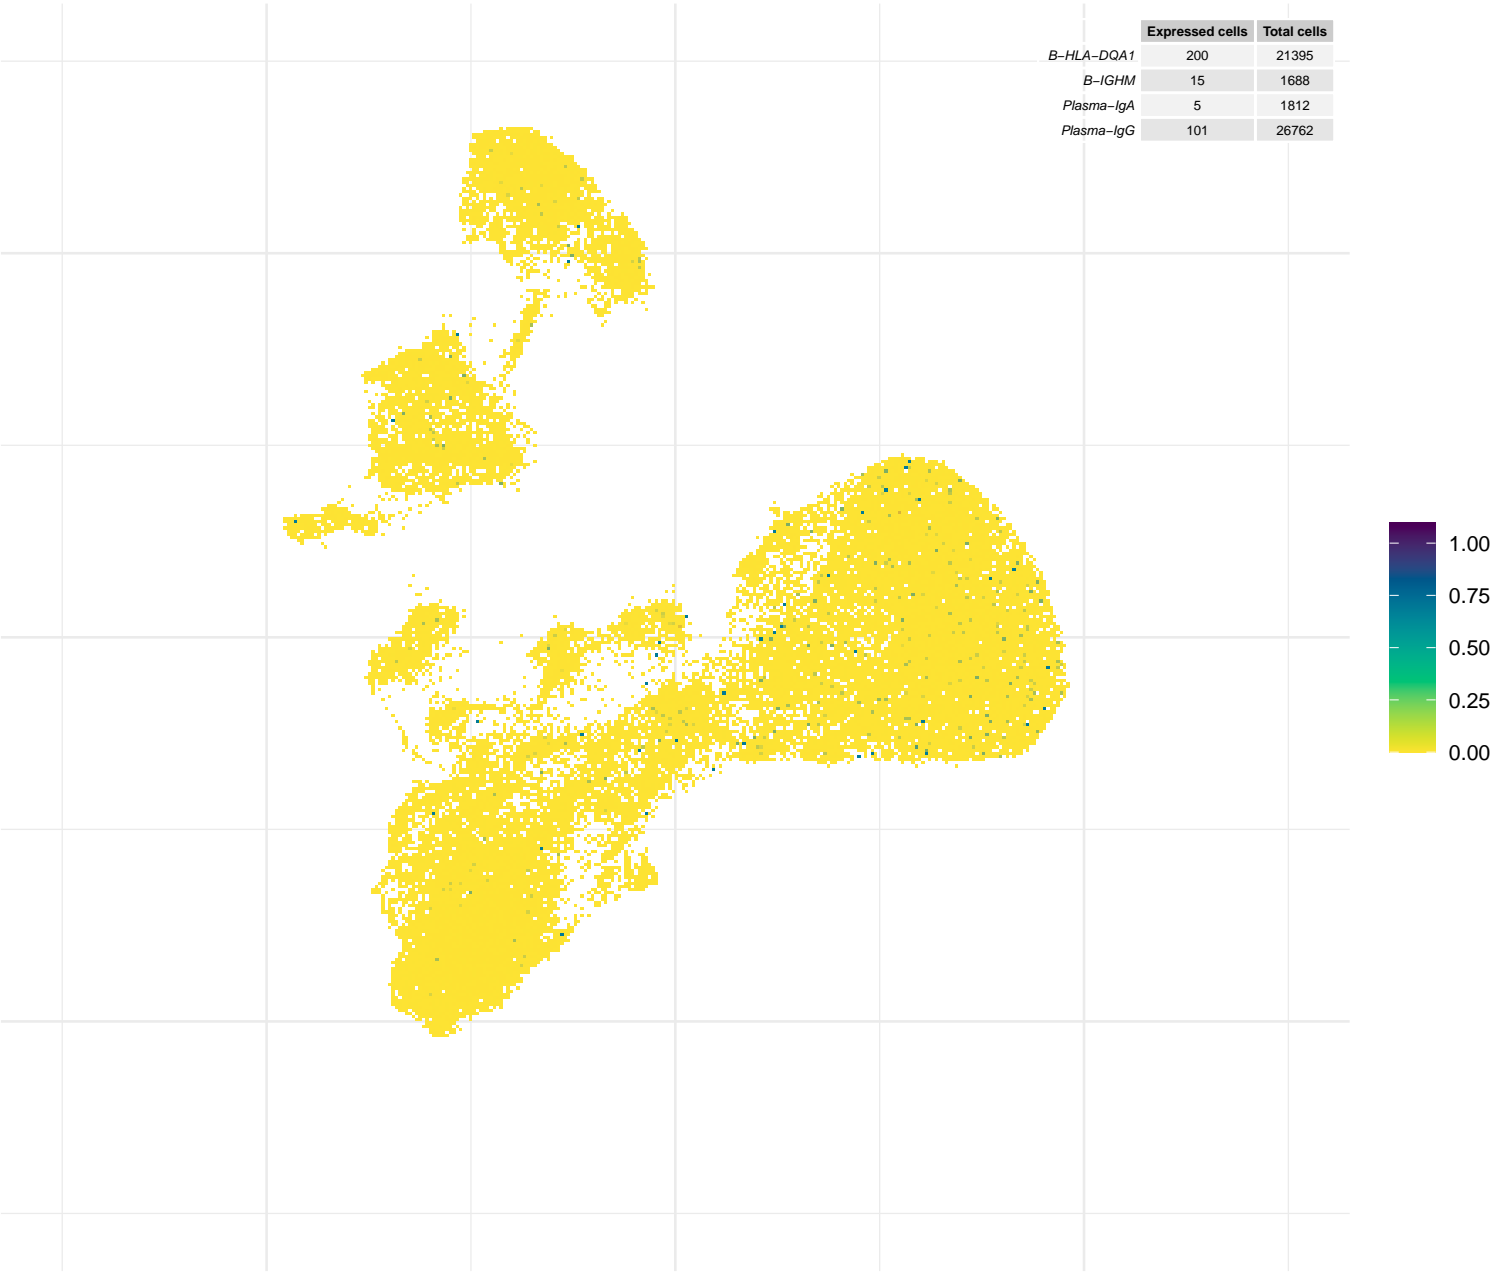 Expressed cells Total cells
B−HLA−DQA1 200 21395
B−IGHM 15 1688
Plasma−IgA 5 1812
Plasma−IgG 101 26762
1.00
0.75
0.50
0.25
0.00